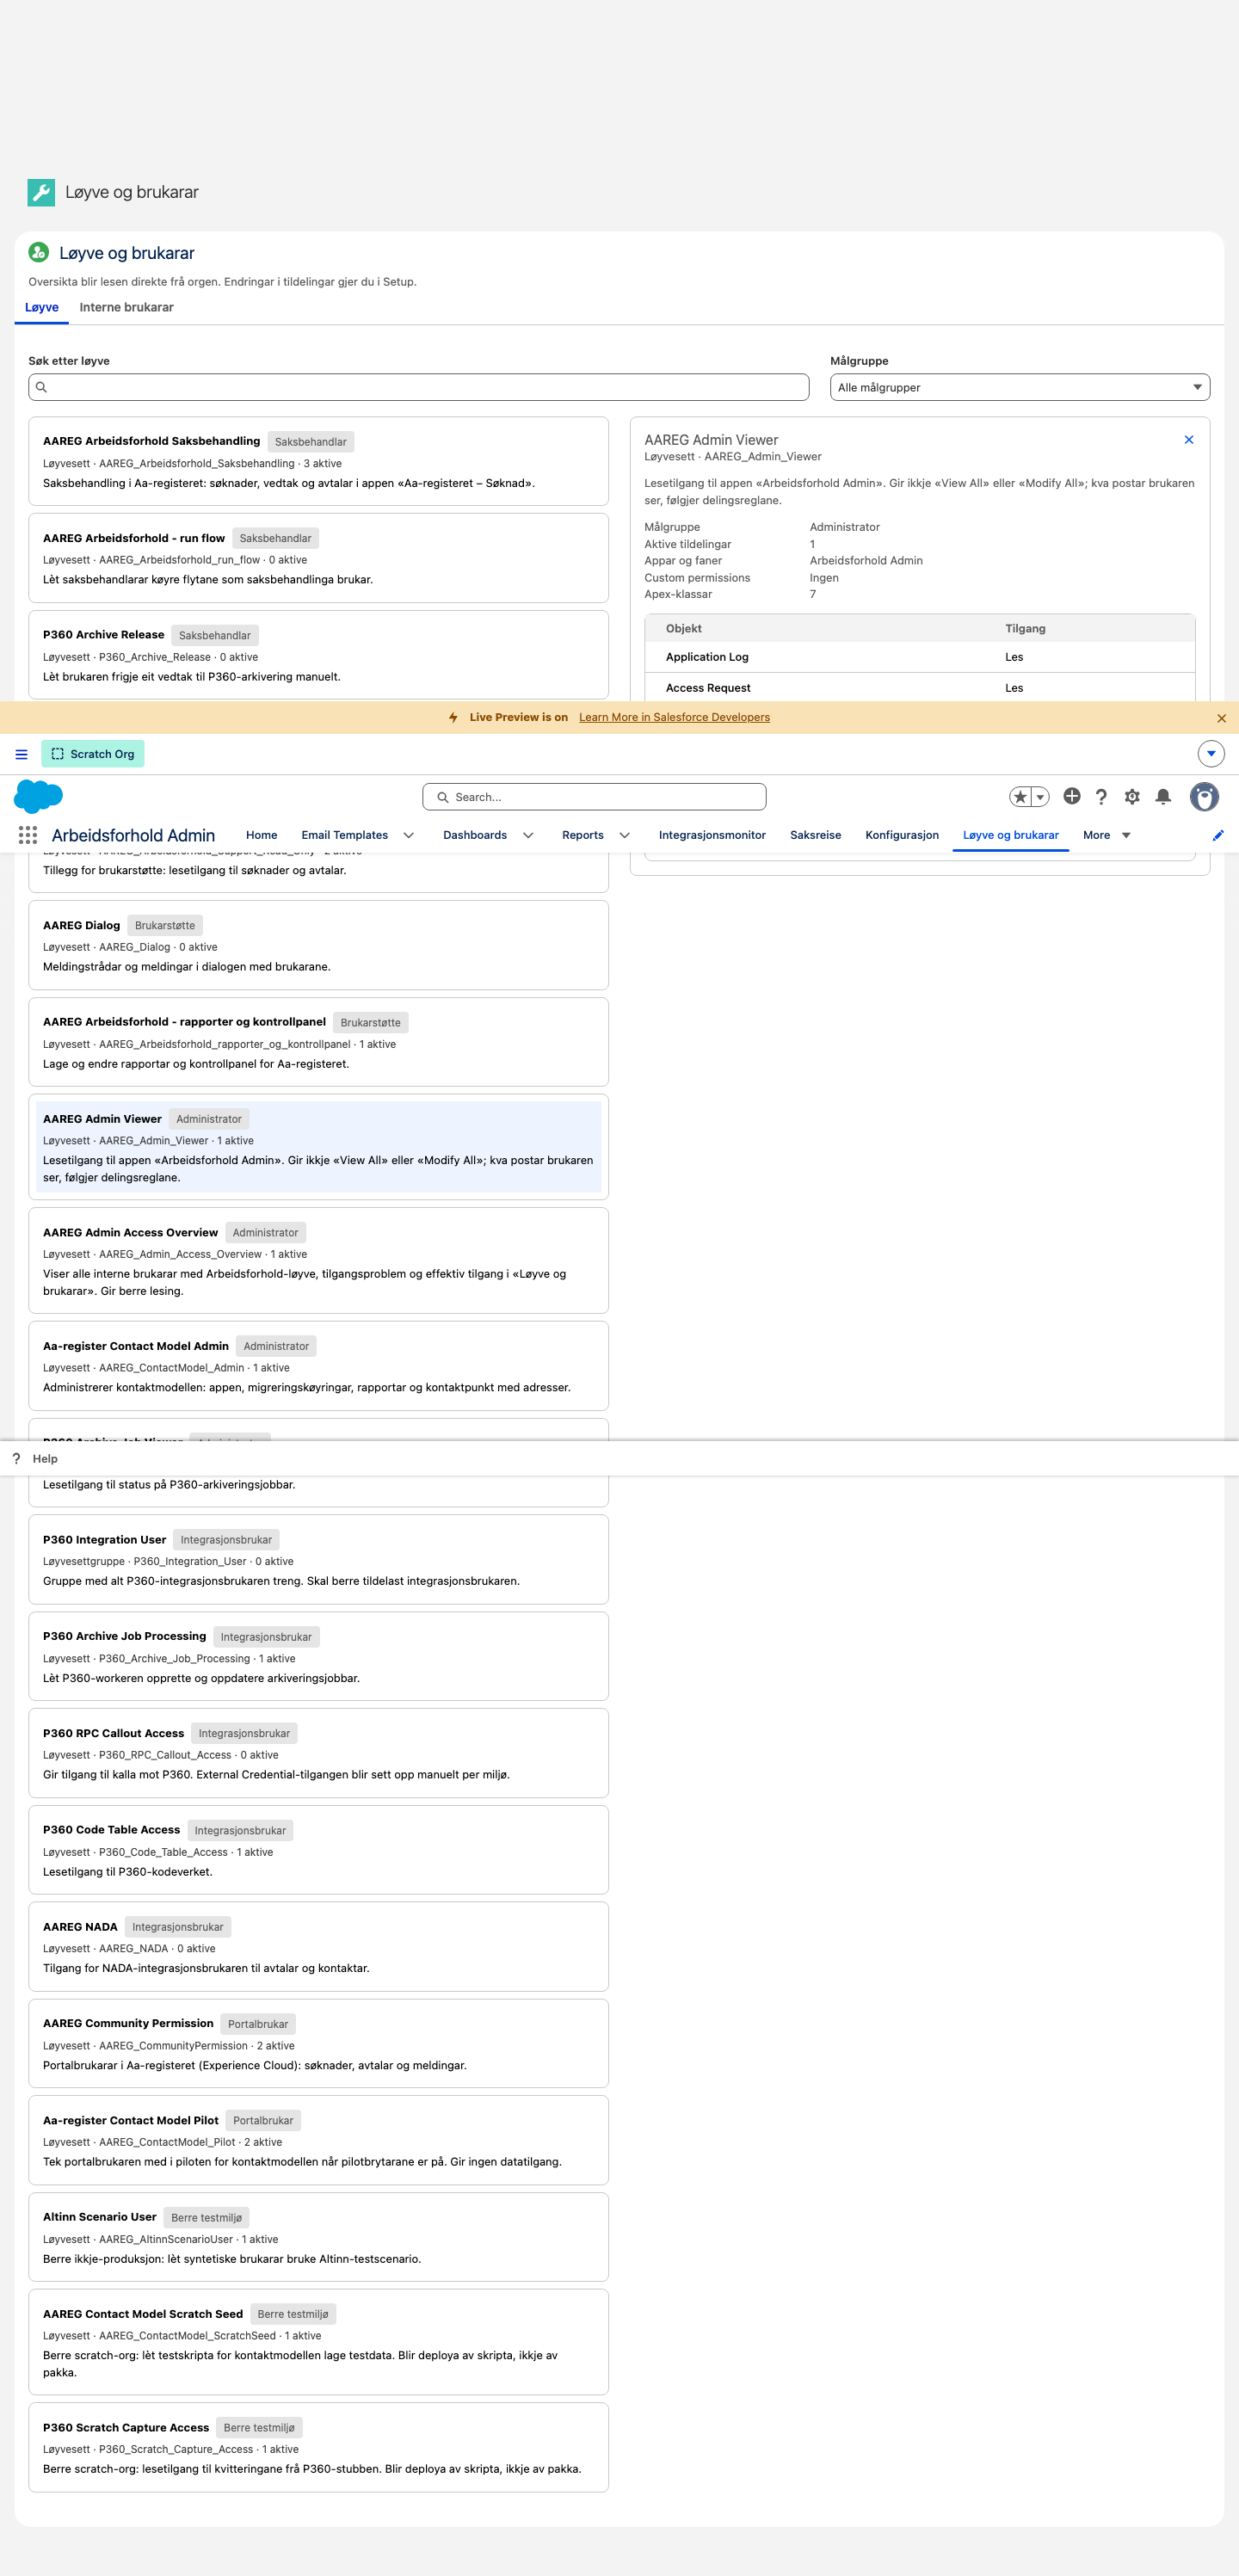 Løyve og brukarar
Løyve og brukarar
Oversikta blir lesen direkte frå orgen. Endringar i tildelingar gjer du i Setup.
Løyve
Interne brukarar
Søk etter løyve
Målgruppe
Alle målgrupper
AAREG Arbeidsforhold Saksbehandling Saksbehandlar
Løyvesett · AAREG_Arbeidsforhold_Saksbehandling · 3 aktive
Saksbehandling i Aa-registeret: søknader, vedtak og avtalar i appen «Aa-registeret – Søknad».
AAREG Arbeidsforhold - run flow Saksbehandlar
Løyvesett · AAREG_Arbeidsforhold_run_flow · 0 aktive
Lèt saksbehandlarar køyre flytane som saksbehandlinga brukar.
P360 Archive Release Saksbehandlar
Løyvesett · P360_Archive_Release · 0 aktive
Lèt brukaren frigje eit vedtak til P360-arkivering manuelt.
AAREG Admin Viewer
Løyvesett · AAREG_Admin_Viewer
Lesetilgang til appen «Arbeidsforhold Admin». Gir ikkje «View All» eller «Modify All»; kva postar brukaren
ser, følgjer delingsreglane.
Målgruppe Administrator
Aktive tildelingar 1
Appar og faner Arbeidsforhold Admin
Custom permissions Ingen
Apex-klassar 7
Objekt Tilgang
Application Log Les
Access Request Les
Live Preview is on Learn More in Salesforce Developers
Scratch Org
Search...
Arbeidsforhold Admin Home Email Templates Dashboards Reports Integrasjonsmonitor Saksreise Konfigurasjon Løyve og brukarar More
Løyvesett · AAREG_Arbeidsforhold_Support_Read_Only · 2 aktive
Tillegg for brukarstøtte: lesetilgang til søknader og avtalar.
AAREG Dialog Brukarstøtte
Løyvesett · AAREG_Dialog · 0 aktive
Meldingstrådar og meldingar i dialogen med brukarane.
AAREG Arbeidsforhold - rapporter og kontrollpanel Brukarstøtte
Løyvesett · AAREG_Arbeidsforhold_rapporter_og_kontrollpanel · 1 aktive
Lage og endre rapportar og kontrollpanel for Aa-registeret.
AAREG Admin Viewer Administrator
Løyvesett · AAREG_Admin_Viewer · 1 aktive
Lesetilgang til appen «Arbeidsforhold Admin». Gir ikkje «View All» eller «Modify All»; kva postar brukaren
ser, følgjer delingsreglane.
AAREG Admin Access Overview Administrator
Løyvesett · AAREG_Admin_Access_Overview · 1 aktive
Viser alle interne brukarar med Arbeidsforhold-løyve, tilgangsproblem og effektiv tilgang i «Løyve og
brukarar». Gir berre lesing.
Aa-register Contact Model Admin Administrator
Løyvesett · AAREG_ContactModel_Admin · 1 aktive
Administrerer kontaktmodellen: appen, migreringskøyringar, rapportar og kontaktpunkt med adresser.
P360 Archive Job Viewer Administrator
Help
Lesetilgang til status på P360-arkiveringsjobbar.
P360 Integration User Integrasjonsbrukar
Løyvesettgruppe · P360_Integration_User · 0 aktive
Gruppe med alt P360-integrasjonsbrukaren treng. Skal berre tildelast integrasjonsbrukaren.
P360 Archive Job Processing Integrasjonsbrukar
Løyvesett · P360_Archive_Job_Processing · 1 aktive
Lèt P360-workeren opprette og oppdatere arkiveringsjobbar.
P360 RPC Callout Access Integrasjonsbrukar
Løyvesett · P360_RPC_Callout_Access · 0 aktive
Gir tilgang til kalla mot P360. External Credential-tilgangen blir sett opp manuelt per miljø.
P360 Code Table Access Integrasjonsbrukar
Løyvesett · P360_Code_Table_Access · 1 aktive
Lesetilgang til P360-kodeverket.
AAREG NADA Integrasjonsbrukar
Løyvesett · AAREG_NADA · 0 aktive
Tilgang for NADA-integrasjonsbrukaren til avtalar og kontaktar.
AAREG Community Permission Portalbrukar
Løyvesett · AAREG_CommunityPermission · 2 aktive
Portalbrukarar i Aa-registeret (Experience Cloud): søknader, avtalar og meldingar.
Aa-register Contact Model Pilot Portalbrukar
Løyvesett · AAREG_ContactModel_Pilot · 2 aktive
Tek portalbrukaren med i piloten for kontaktmodellen når pilotbrytarane er på. Gir ingen datatilgang.
Altinn Scenario User Berre testmiljø
Løyvesett · AAREG_AltinnScenarioUser · 1 aktive
Berre ikkje-produksjon: lèt syntetiske brukarar bruke Altinn-testscenario.
AAREG Contact Model Scratch Seed Berre testmiljø
Løyvesett · AAREG_ContactModel_ScratchSeed · 1 aktive
Berre scratch-org: lèt testskripta for kontaktmodellen lage testdata. Blir deploya av skripta, ikkje av
pakka.
P360 Scratch Capture Access Berre testmiljø
Løyvesett · P360_Scratch_Capture_Access · 1 aktive
Berre scratch-org: lesetilgang til kvitteringane frå P360-stubben. Blir deploya av skripta, ikkje av pakka.